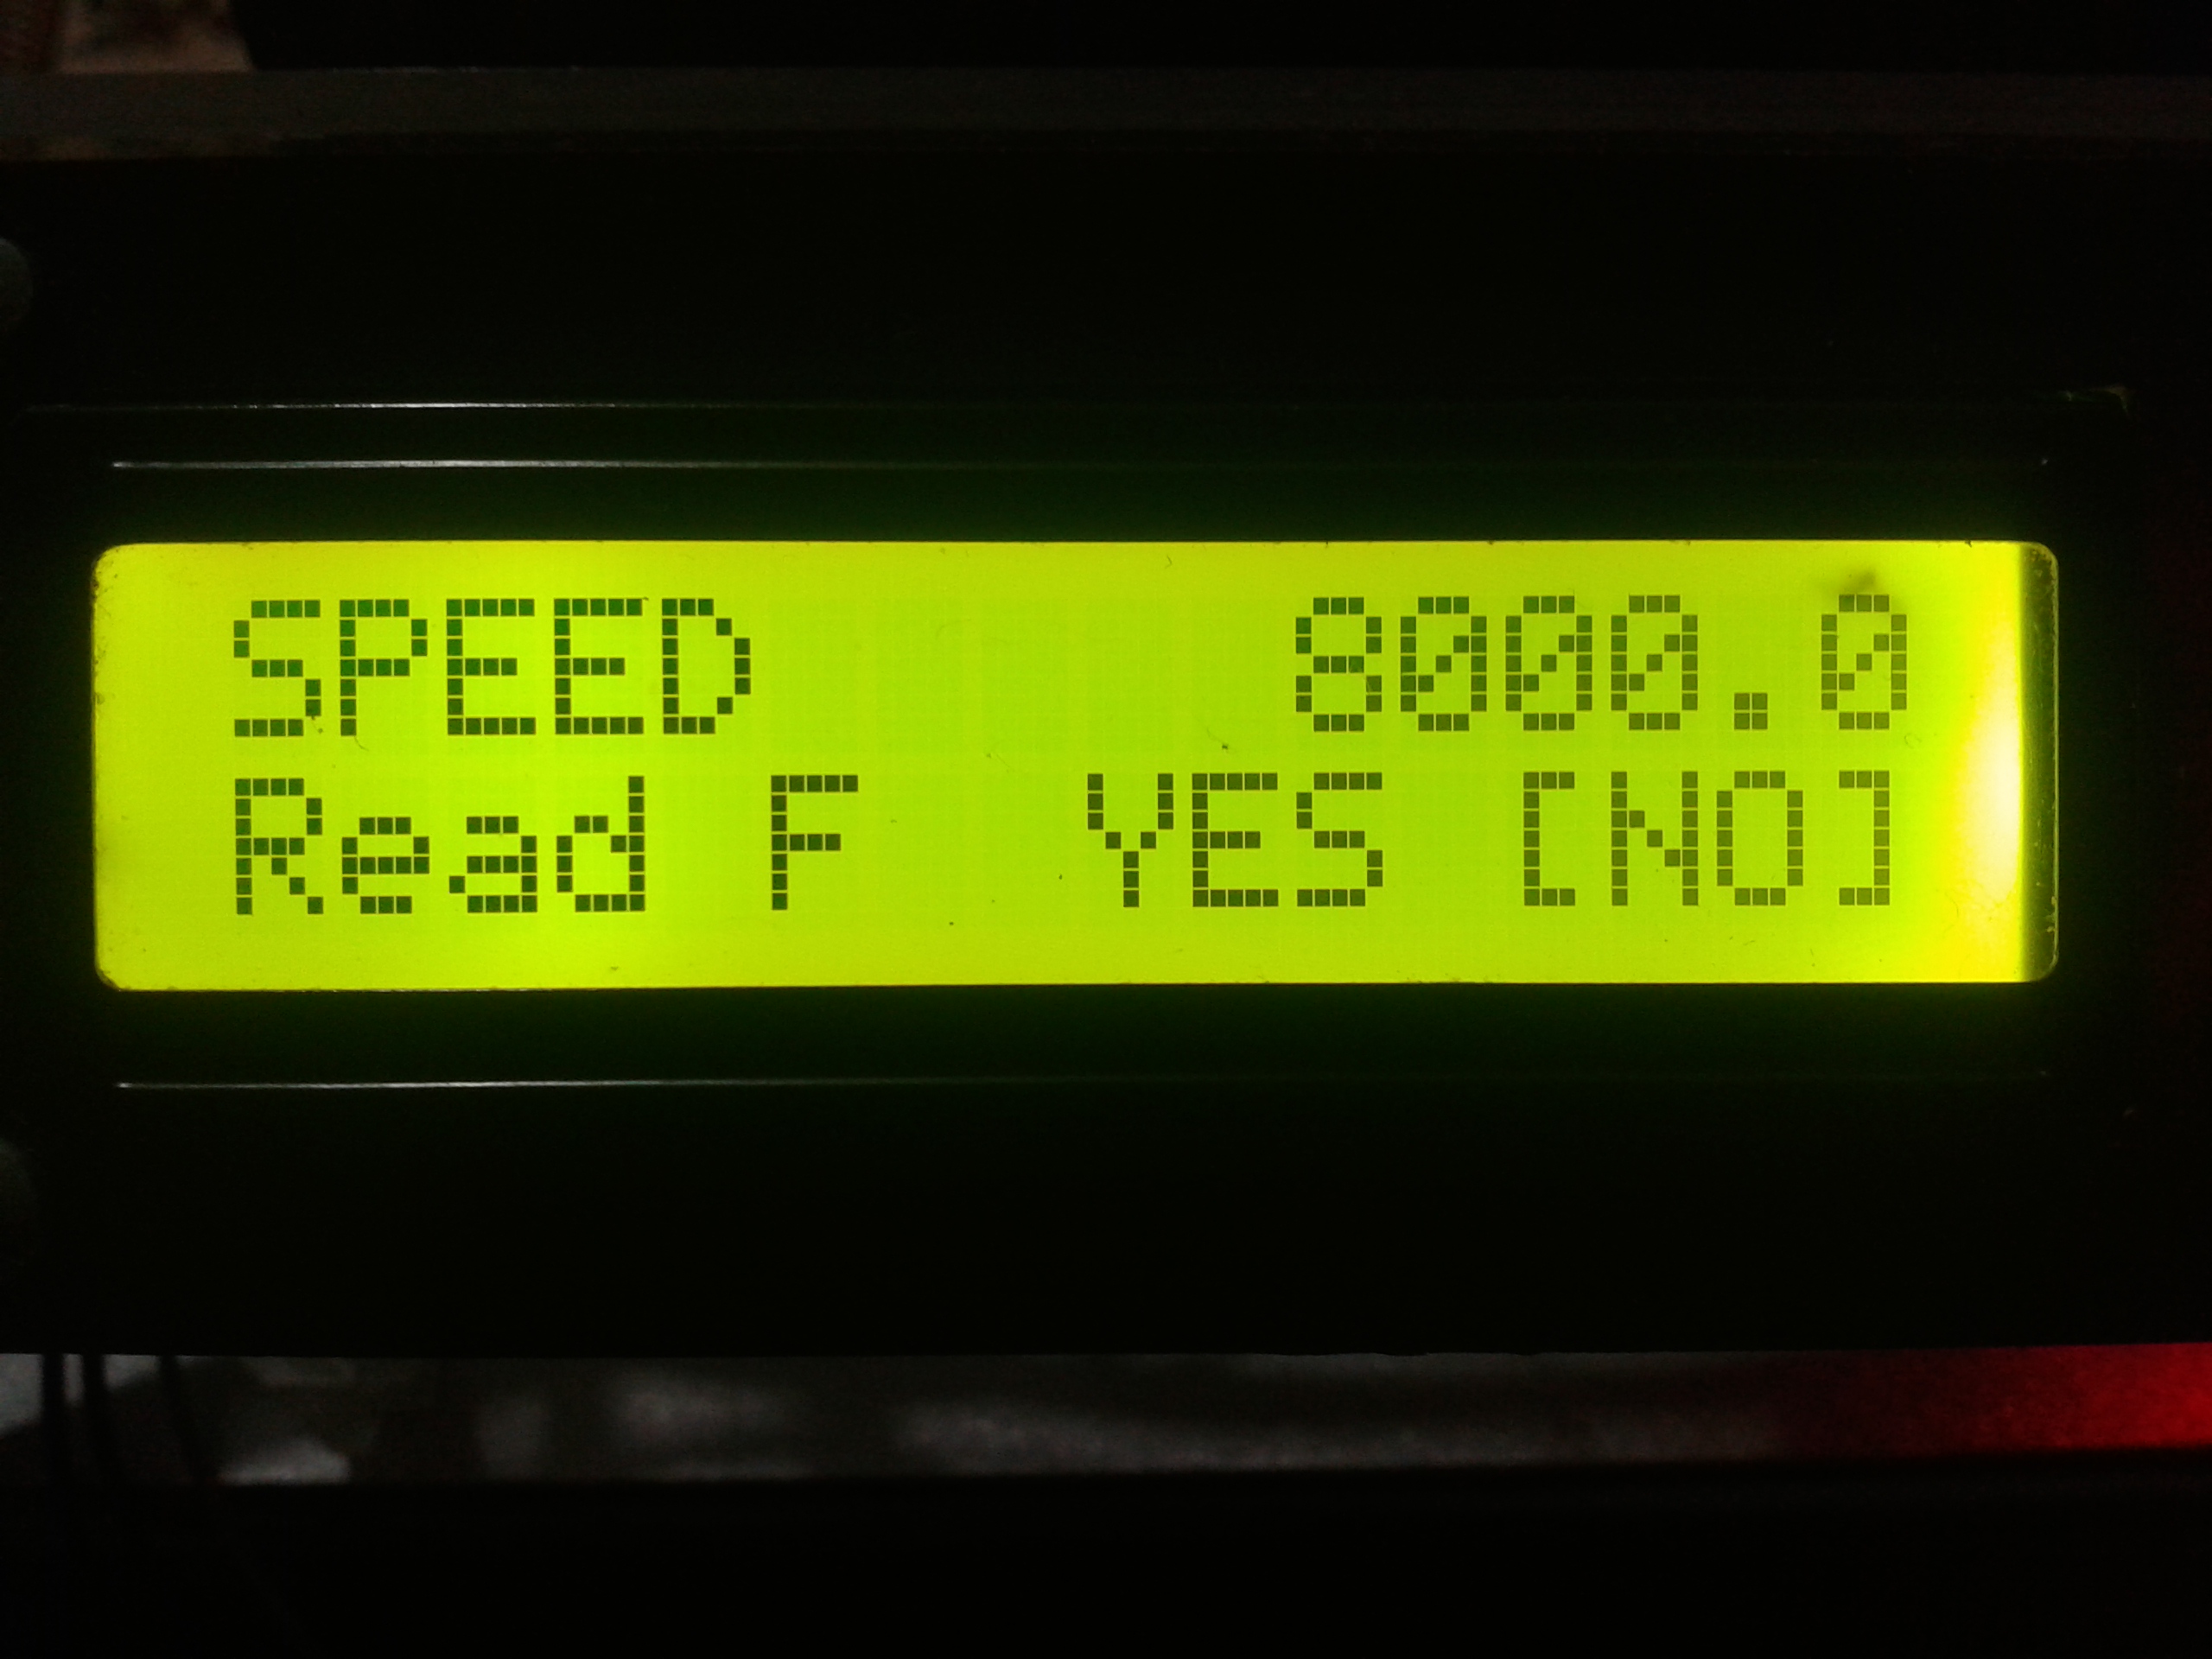 SPEED 8000.0
Read F YES [NO]